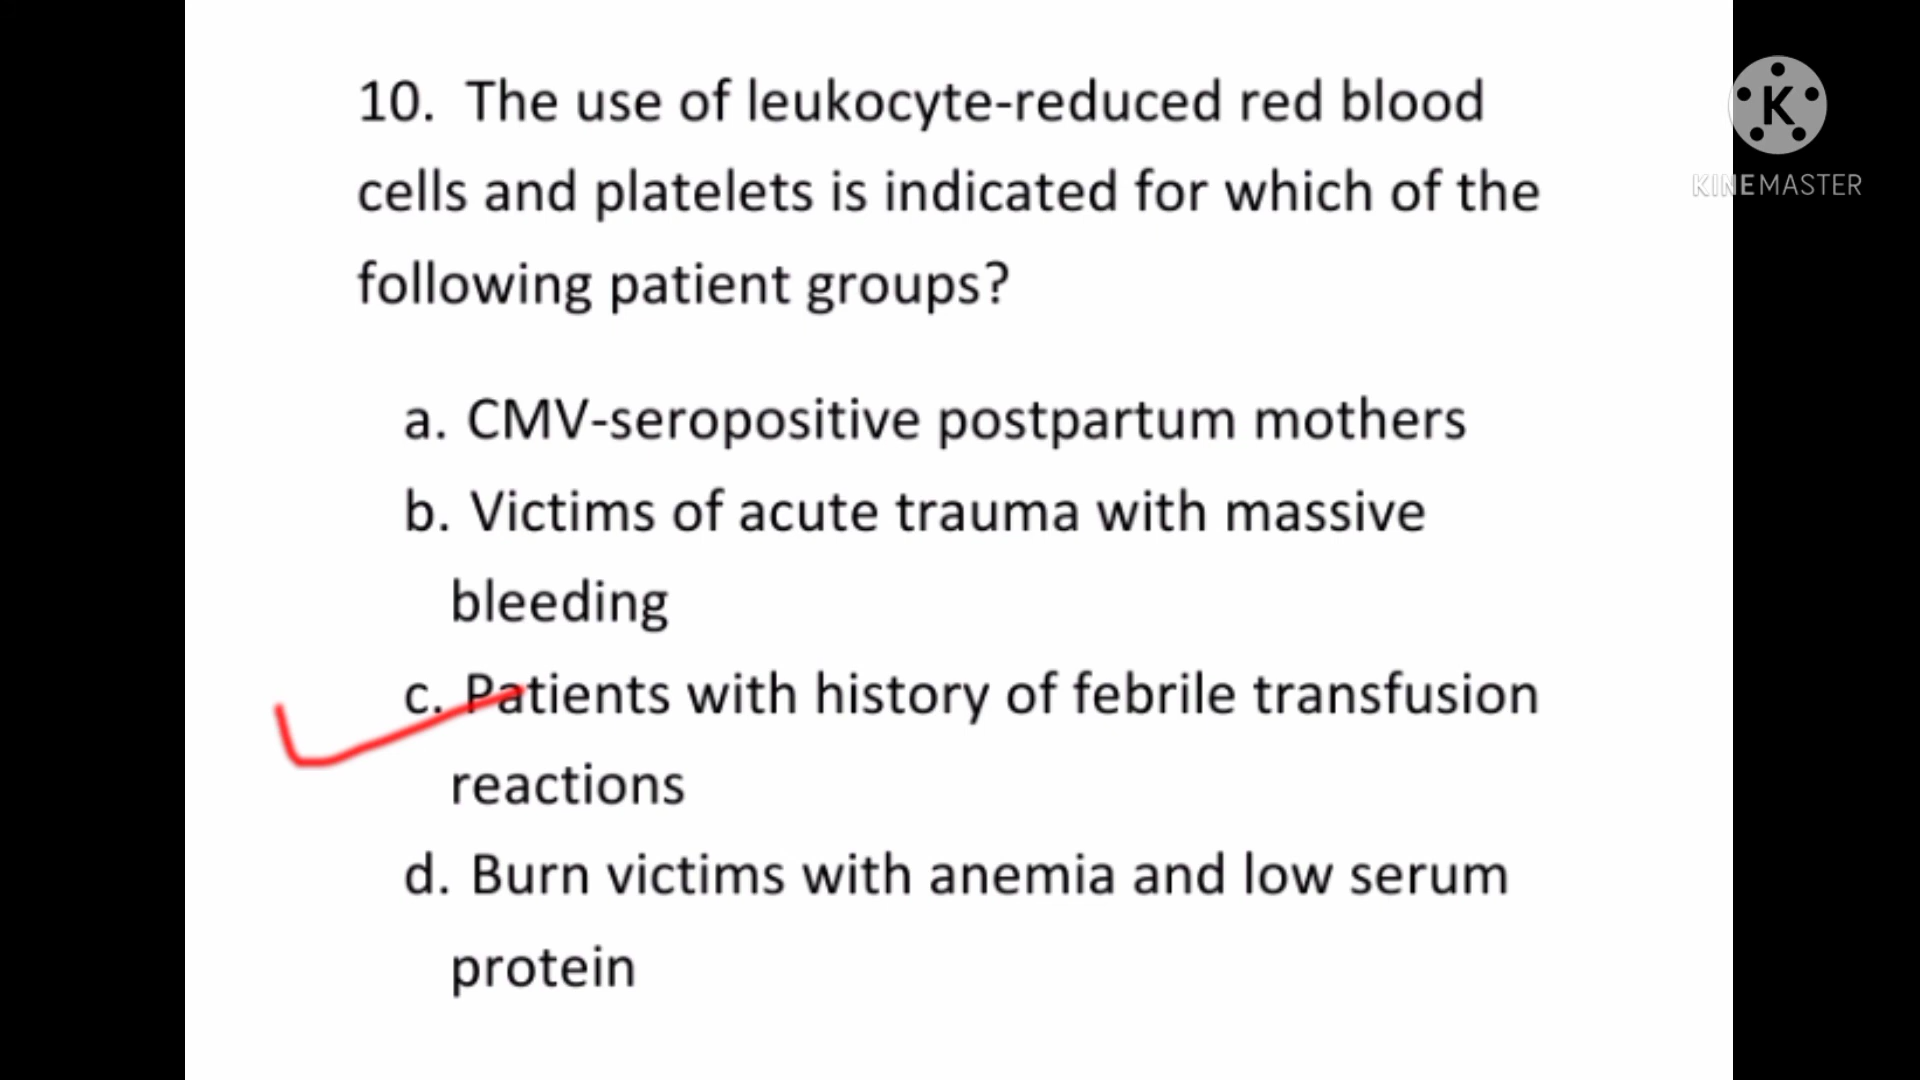 10. The use of leukocyte-reduced red blood
cells and platelets is indicated for which of the
following patient groups?
a. CMV-seropositive postpartum mothers
b. Victims of acute trauma with massive
bleeding
c. Patients with history of febrile transfusion
reactions
d. Burn victims with anemia and low serum
protein
K
KINEMASTER